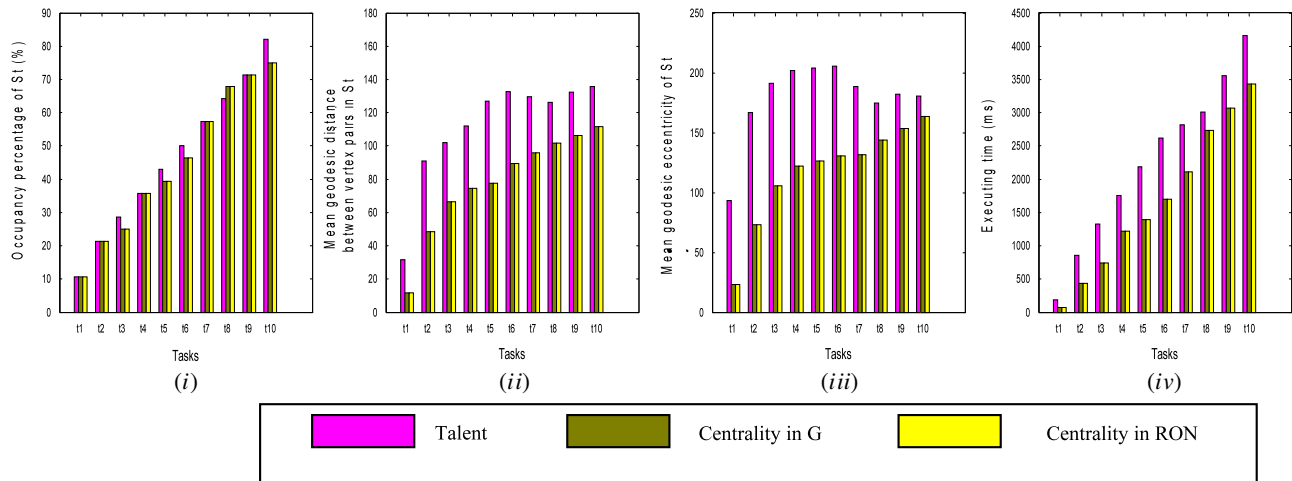 Occupancy percentage of St (%)
90
80
70
60
50
40
30
20
10
0
t1 t2 t3 t4 t5 t6 t7 t8 t9 t10
Tasks
(i)
Mean geodesic distance
between vertex pairs in St
180
160
140
120
100
80
60
40
20
0
t1 t2 t3 t4 t5 t6 t7 t8 t9 t10
Tasks
(ii)
Mean geodesic eccentricity of St
250
200
150
100
50
0
t1 t2 t3 t4 t5 t6 t7 t8 t9 t10
Tasks
(iii)
Executing time (ms)
4500
4000
3500
3000
2500
2000
1500
1000
500
0
t1 t2 t3 t4 t5 t6 t7 t8 t9 t10
Tasks
(iv)
Talent
Centrality in G
Centrality in RON